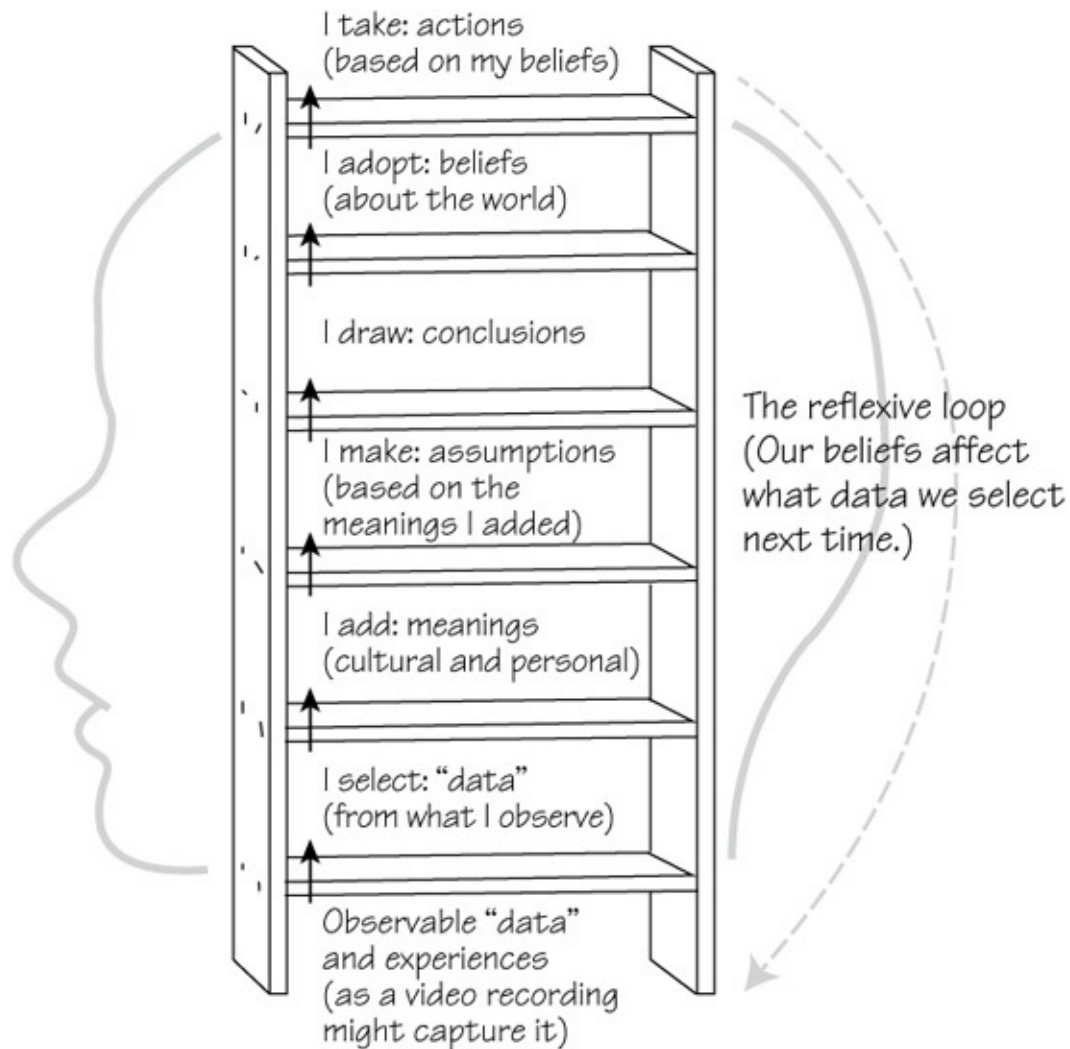 I take: actions
(based on my beliefs)
I adopt: beliefs
(about the world)
I draw: conclusions
I make: assumptions
(based on the
meanings I added)
I add: meanings
(cultural and personal)
I select: “data”
(from what I observe)
Observable “data”
and experiences
(as a video recording
might capture it)
The reflexive loop
(Our beliefs affect
what data we select
next time.)